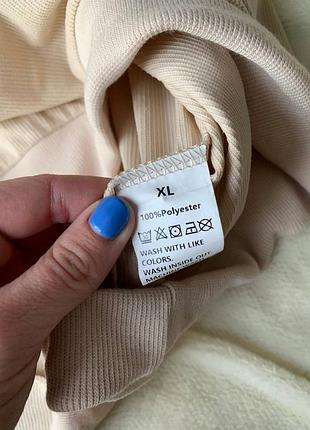 XL
100%Polyester
WASH WITH LIKE
COLORS.
WASH INSIDE OUT